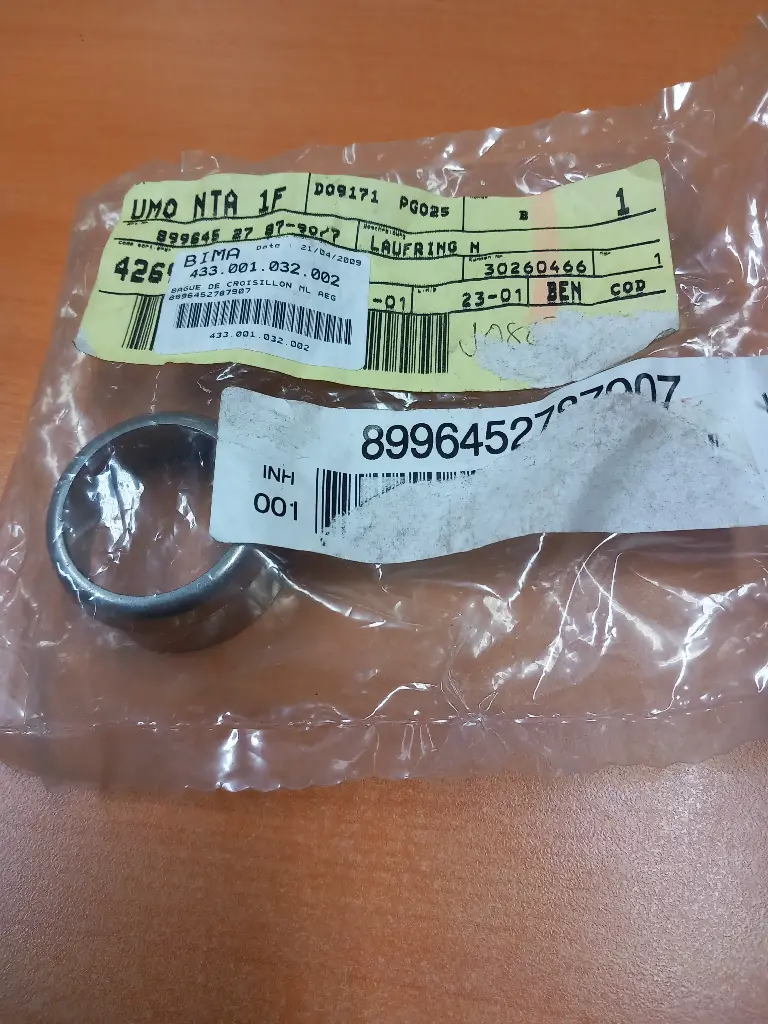 UMO NTA 1F D09171 PG025 B 1
899645 27 87-90/7 LAUFRING N
30260466 1
-01 23-01 BEN COD
BIMA Date : 21/04/2009
433.001.032.002
BAGUE DE CROISILLON ML AEG
8996452787907
433.001.032.002
8996452787907
INH
001